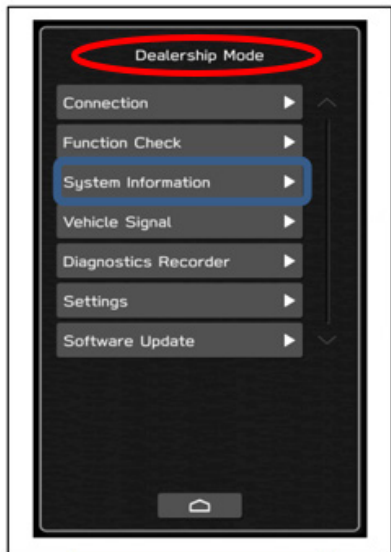 Dealership Mode
Connection
Function Check
System Information
Vehicle Signal
Diagnostics Recorder
Settings
Software Update